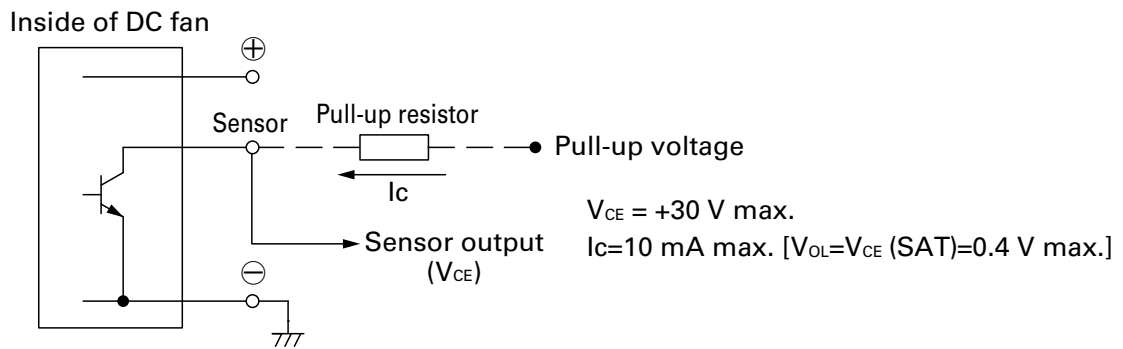 Inside of DC fan
⊕
Sensor
Pull-up resistor
Pull-up voltage
Ic
VCE = +30 V max.
Ic=10 mA max. [VOL=VCE (SAT)=0.4 V max.]
Sensor output
(VCE)
⊖